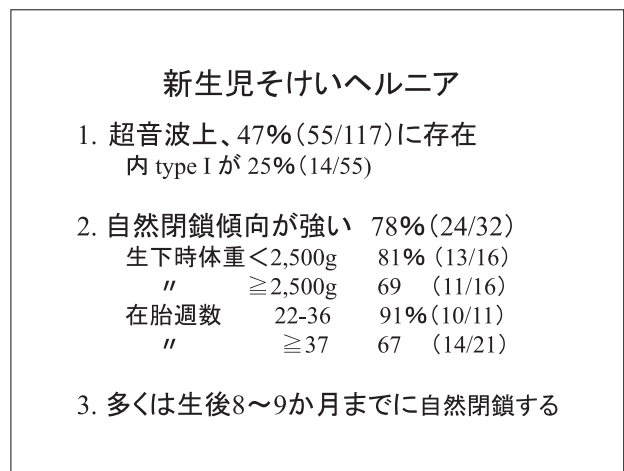 新生児そけいヘルニア
1. 超音波上、47%(55/117)に存在
内 type I が 25%(14/55)
2. 自然閉鎖傾向が強い 78%(24/32)
生下時体重<2,500g 81% (13/16)
〃 ≧2,500g 69 (11/16)
在胎週数 22-36 91%(10/11)
〃 ≧37 67 (14/21)
3. 多くは生後8〜9か月までに自然閉鎖する